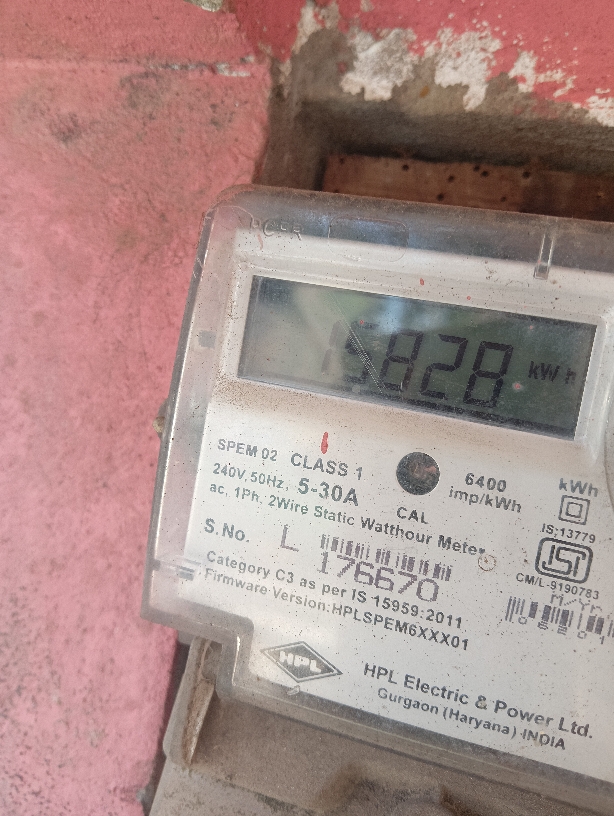 15828 kWh
SPEM 02 CLASS 1
240V, 50Hz, 5-30A
ac, 1Ph, 2Wire Static Watthour Meter
CAL
6400
imp/kWh
kWh
IS:13779
ISI
CM/L-9190783
M/Yr
S.No. L 176670
Category C3 as per IS 15959:2011
Firmware Version:HPLSPEM6XXX01
HPL
HPL Electric & Power Ltd.
Gurgaon (Haryana) INDIA